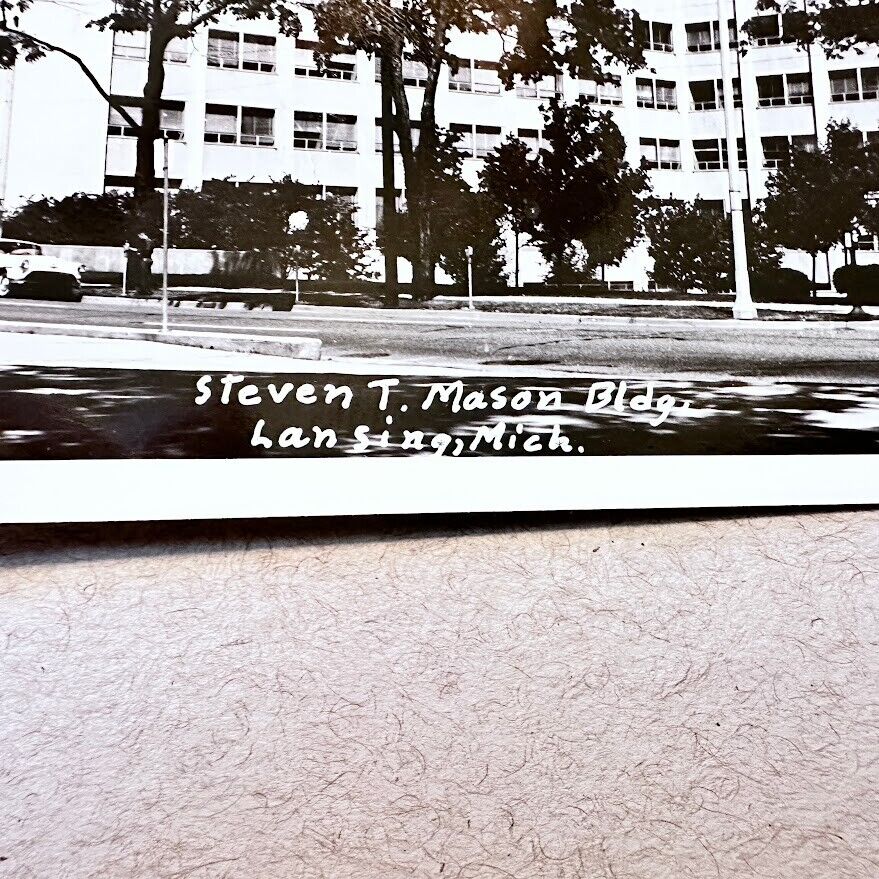 Steven T. Mason Bldg,
Lansing, Mich.